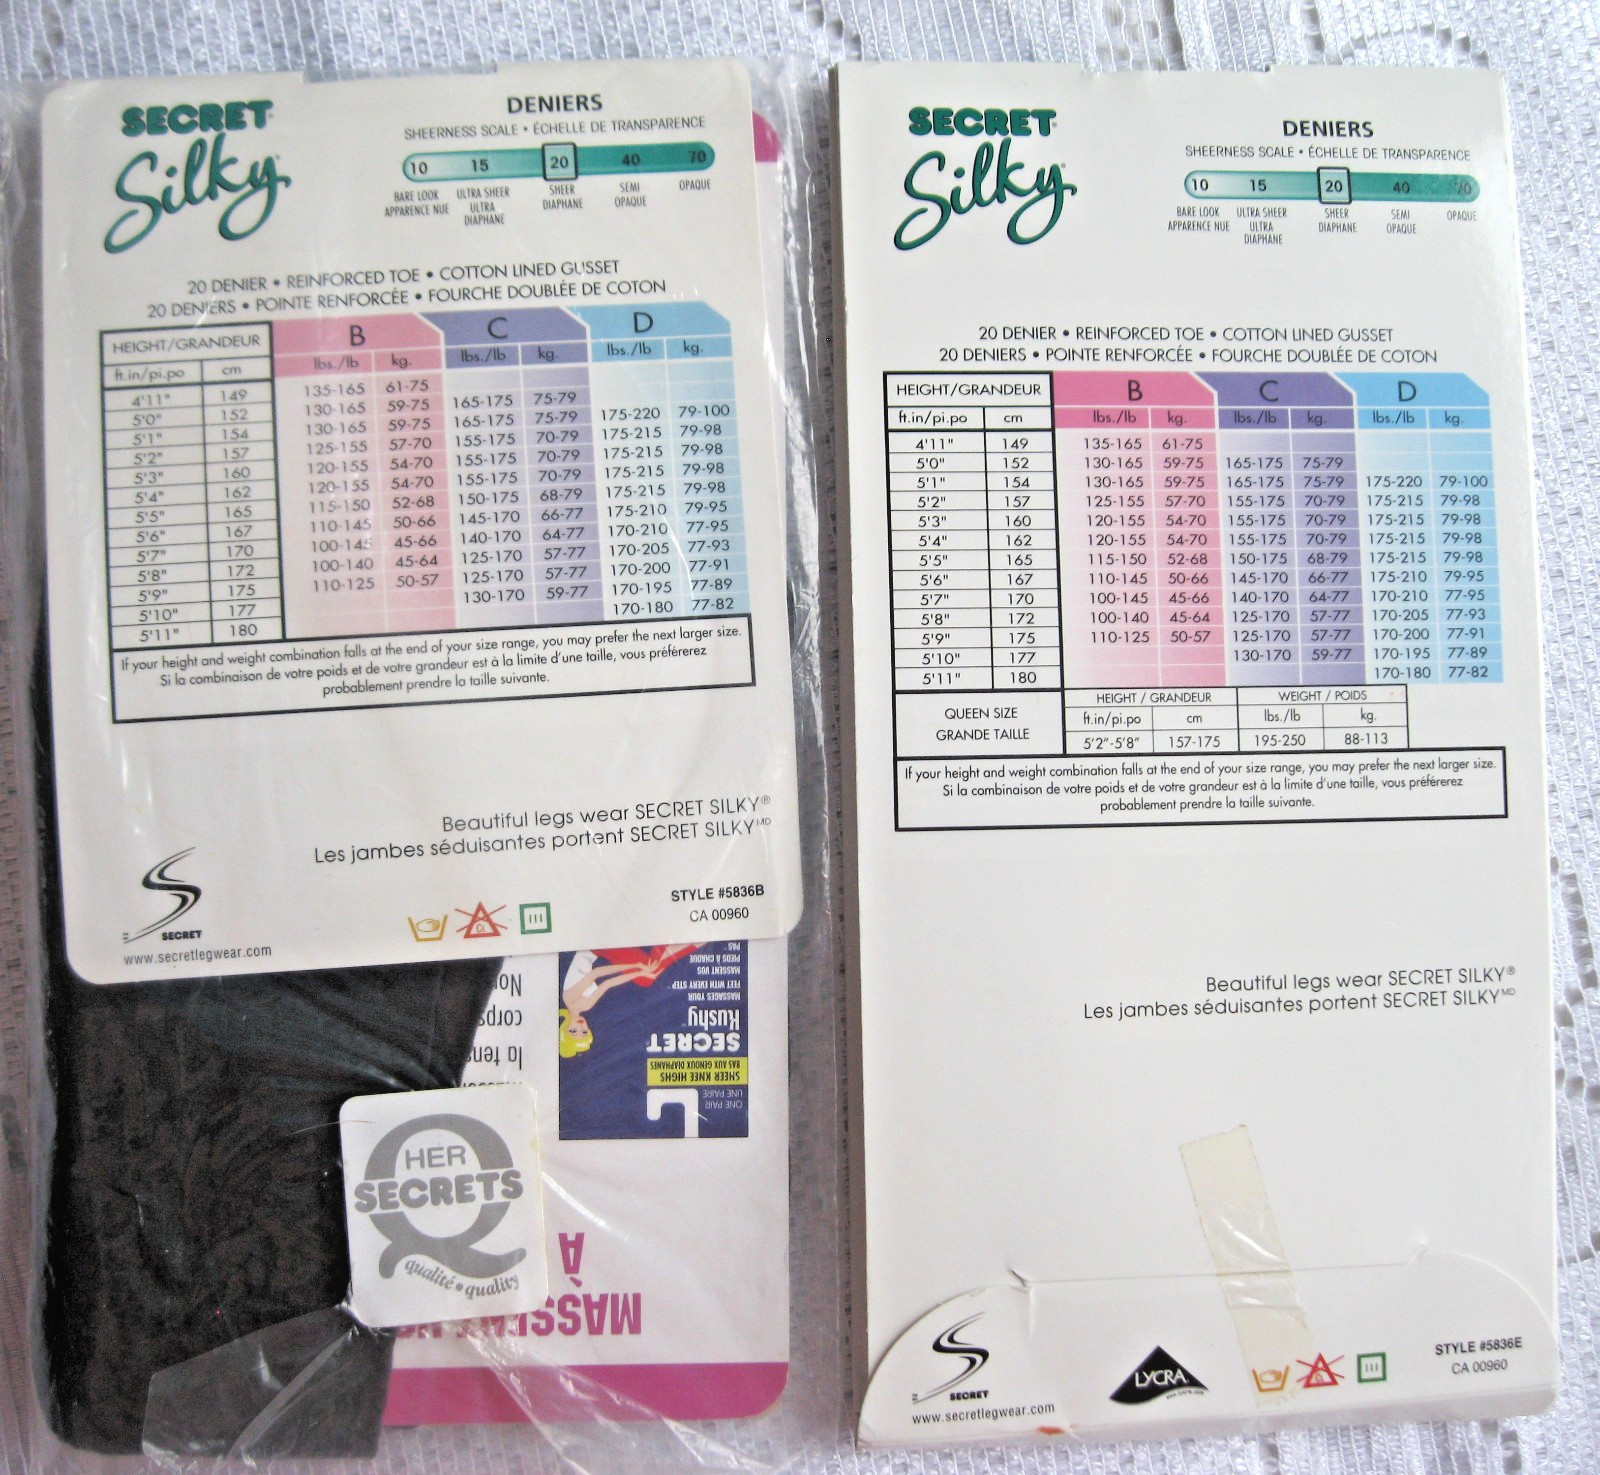 SECRET
Silky
DENIERS
SHEERNESS SCALE • ÉCHELLE DE TRANSPARENCE
10 15 20 40 70
BARE LOOK ULTRA SHEER SHEER SEMI OPAQUE
APPARENCE NUE ULTRA DIAPHANE OPAQUE
DIAPHANE
20 DENIER • REINFORCED TOE • COTTON LINED GUSSET
20 DENIERS • POINTE RENFORCÉE • FOURCHE DOUBLÉE DE COTON
HEIGHT/GRANDEUR B C D
ft.in/pi.po cm lbs./lb kg. lbs./lb kg. lbs./lb kg.
4'11" 149 135-165 61-75
5'0" 152 130-165 59-75 165-175 75-79
5'1" 154 130-165 59-75 165-175 75-79 175-220 79-100
5'2" 157 125-155 57-70 155-175 70-79 175-215 79-98
5'3" 160 120-155 54-70 155-175 70-79 175-215 79-98
5'4" 162 120-155 54-70 155-175 70-79 175-215 79-98
5'5" 165 115-150 52-68 150-175 68-79 175-215 79-98
5'6" 167 110-145 50-66 145-170 66-77 175-210 79-95
5'7" 170 100-145 45-66 140-170 64-77 170-210 77-95
5'8" 172 100-140 45-64 125-170 57-77 170-205 77-93
5'9" 175 110-125 50-57 125-170 57-77 170-200 77-91
5'10" 177 130-170 59-77 170-195 77-89
5'11" 180 170-180 77-82
If your height and weight combination falls at the end of your size range, you may prefer the next larger size.
Si la combinaison de votre poids et de votre grandeur est à la limite d'une taille, vous préférerez
probablement prendre la taille suivante.
Beautiful legs wear SECRET SILKY®
Les jambes séduisantes portent SECRET SILKY MD
STYLE #5836B
CA 00960
CL
SECRET
www.secretlegwear.com
PAS
PIEDS À CHAQUE
MASSENT VOS
FEET WITH EVERY STEP
MASSAGES YOUR
Kushy
SECRET
BAS AUX GENOUX DIAPHANES
SHEER KNEE HIGHS
UNE PAIRE
ONE PAIR
corps
la tens
HER
SECRETS
Q
qualité • quality
À
SECRET
Silky
DENIERS
SHEERNESS SCALE • ÉCHELLE DE TRANSPARENCE
10 15 20 40 70
BARE LOOK ULTRA SHEER SHEER SEMI OPAQUE
APPARENCE NUE ULTRA DIAPHANE OPAQUE
DIAPHANE
20 DENIER • REINFORCED TOE • COTTON LINED GUSSET
20 DENIERS • POINTE RENFORCÉE • FOURCHE DOUBLÉE DE COTON
HEIGHT/GRANDEUR B C D
ft.in/pi.po cm lbs./lb kg. lbs./lb kg. lbs./lb kg.
4'11" 149 135-165 61-75
5'0" 152 130-165 59-75 165-175 75-79
5'1" 154 130-165 59-75 165-175 75-79 175-220 79-100
5'2" 157 125-155 57-70 155-175 70-79 175-215 79-98
5'3" 160 120-155 54-70 155-175 70-79 175-215 79-98
5'4" 162 120-155 54-70 155-175 70-79 175-215 79-98
5'5" 165 115-150 52-68 150-175 68-79 175-215 79-98
5'6" 167 110-145 50-66 145-170 66-77 175-210 79-95
5'7" 170 100-145 45-66 140-170 64-77 170-210 77-95
5'8" 172 100-140 45-64 125-170 57-77 170-205 77-93
5'9" 175 110-125 50-57 125-170 57-77 170-200 77-91
5'10" 177 130-170 59-77 170-195 77-89
5'11" 180 170-180 77-82
HEIGHT / GRANDEUR WEIGHT / POIDS
QUEEN SIZE ft.in/pi.po cm lbs./lb kg.
GRANDE TAILLE 5'2"-5'8" 157-175 195-250 88-113
If your height and weight combination falls at the end of your size range, you may prefer the next larger size.
Si la combinaison de votre poids et de votre grandeur est à la limite d'une taille, vous préférerez
probablement prendre la taille suivante.
Beautiful legs wear SECRET SILKY®
Les jambes séduisantes portent SECRET SILKY MD
SECRET
www.secretlegwear.com
LYCRA
STYLE #5836E
CA 00960